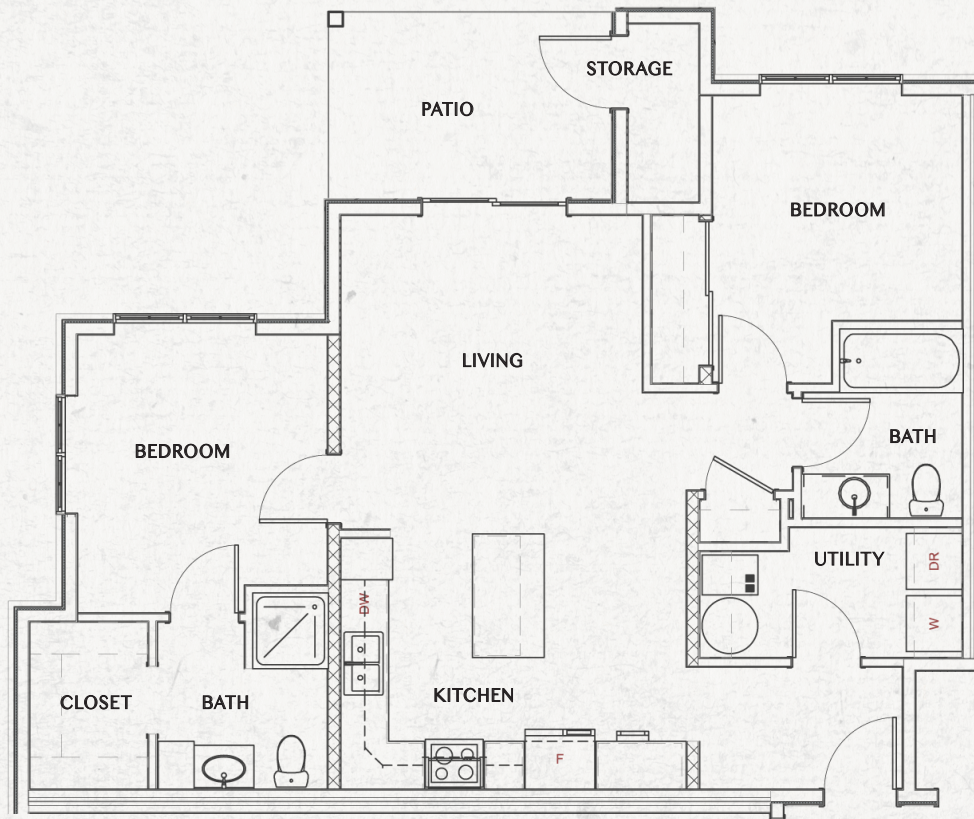 STORAGE
PATIO
BEDROOM
LIVING
BEDROOM
BATH
UTILITY
DR
DW
W
KITCHEN
CLOSET
BATH
F